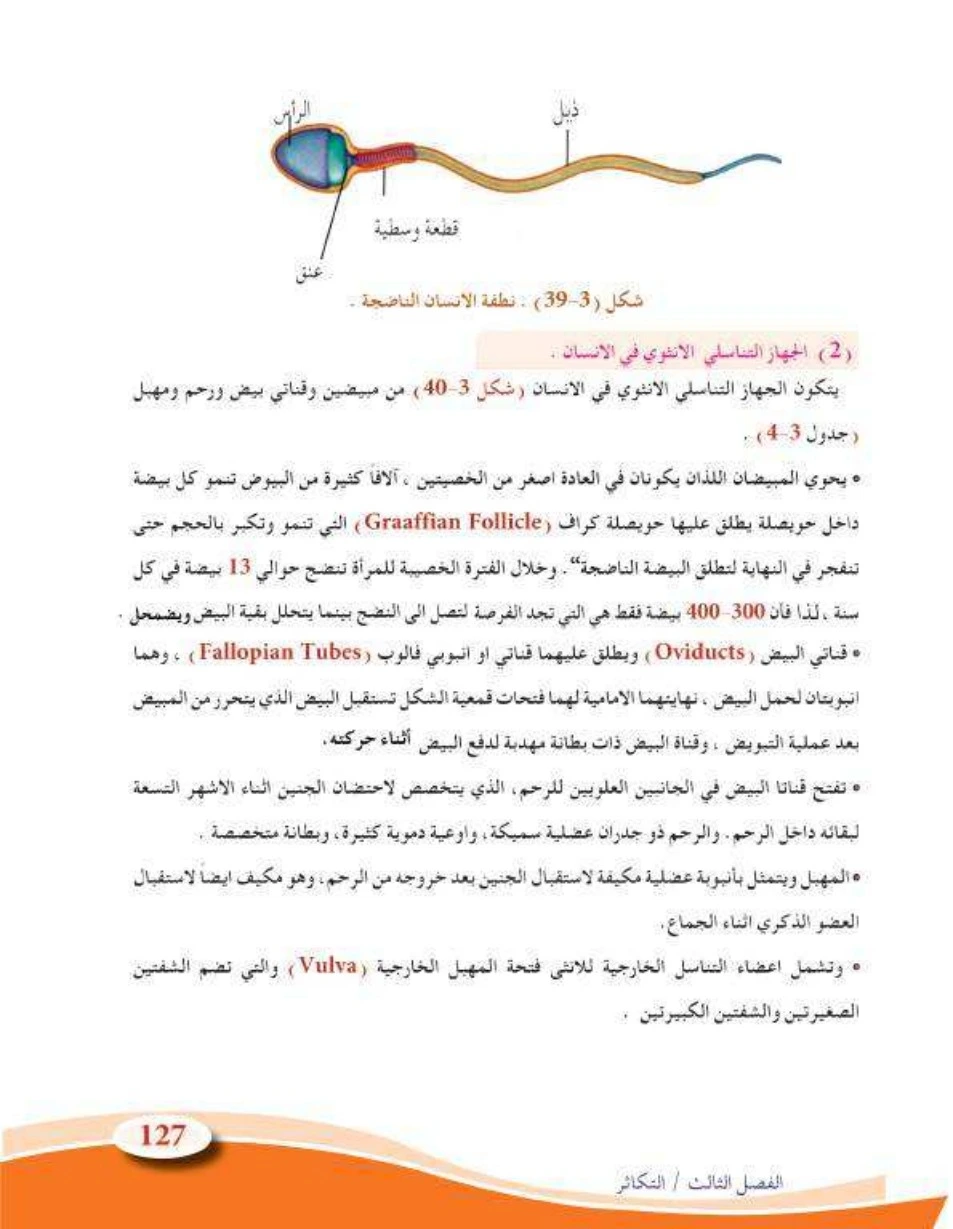 الرأس
ذيل
قطعة وسطية
عنق
شكل (3-39) . نطفة الانسان الناضجة .
(2) الجهاز التناسلي الانثوي في الانسان .
يتكون الجهاز التناسلي الانثوي في الانسان (شكل 3-40) من مبيضين وقناتي بيض ورحم ومهبل
(جدول 3-4) .
• يحوي المبيضان اللذان يكونان في العادة اصغر من الخصيتين ، آلافاً كثيرة من البيوض تنمو كل بيضة
داخل حويصلة يطلق عليها حويصلة كراف (Graaffian Follicle) التي تنمو وتكبر بالحجم حتى
تنفجر في النهاية لتطلق البيضة الناضجة“. وخلال الفترة الخصيبة للمرأة تنضج حوالي 13 بيضة في كل
سنة ، لذا فأن 300-400 بيضة فقط هي التي تجد الفرصة لتصل الى النضج بينما يتحلل بقية البيض ويضمحل .
• قناتي البيض (Oviducts) ويطلق عليهما قناتي او انبوبي فالوب (Fallopian Tubes) ، وهما
انبوبتان لحمل البيض ، نهايتهما الامامية لهما فتحات قمعية الشكل تستقبل البيض الذي يتحرر من المبيض
بعد عملية التبويض ، وقناة البيض ذات بطانة مهدبة لدفع البيض أثناء حركته.
• تفتح قناتا البيض في الجانبين العلويين للرحم، الذي يتخصص لاحتضان الجنين اثناء الاشهر التسعة
لبقائه داخل الرحم. والرحم ذو جدران عضلية سميكة، واوعية دموية كثيرة، وبطانة متخصصة .
• المهبل ويتمثل بأنبوبة عضلية مكيفة لاستقبال الجنين بعد خروجه من الرحم، وهو مكيف ايضاً لاستقبال
العضو الذكري اثناء الجماع.
• وتشمل اعضاء التناسل الخارجية للانثى فتحة المهبل الخارجية (Vulva) والتي تضم الشفتين
الصغيرتين والشفتين الكبيرتين .
127
الفصل الثالث / التكاثر